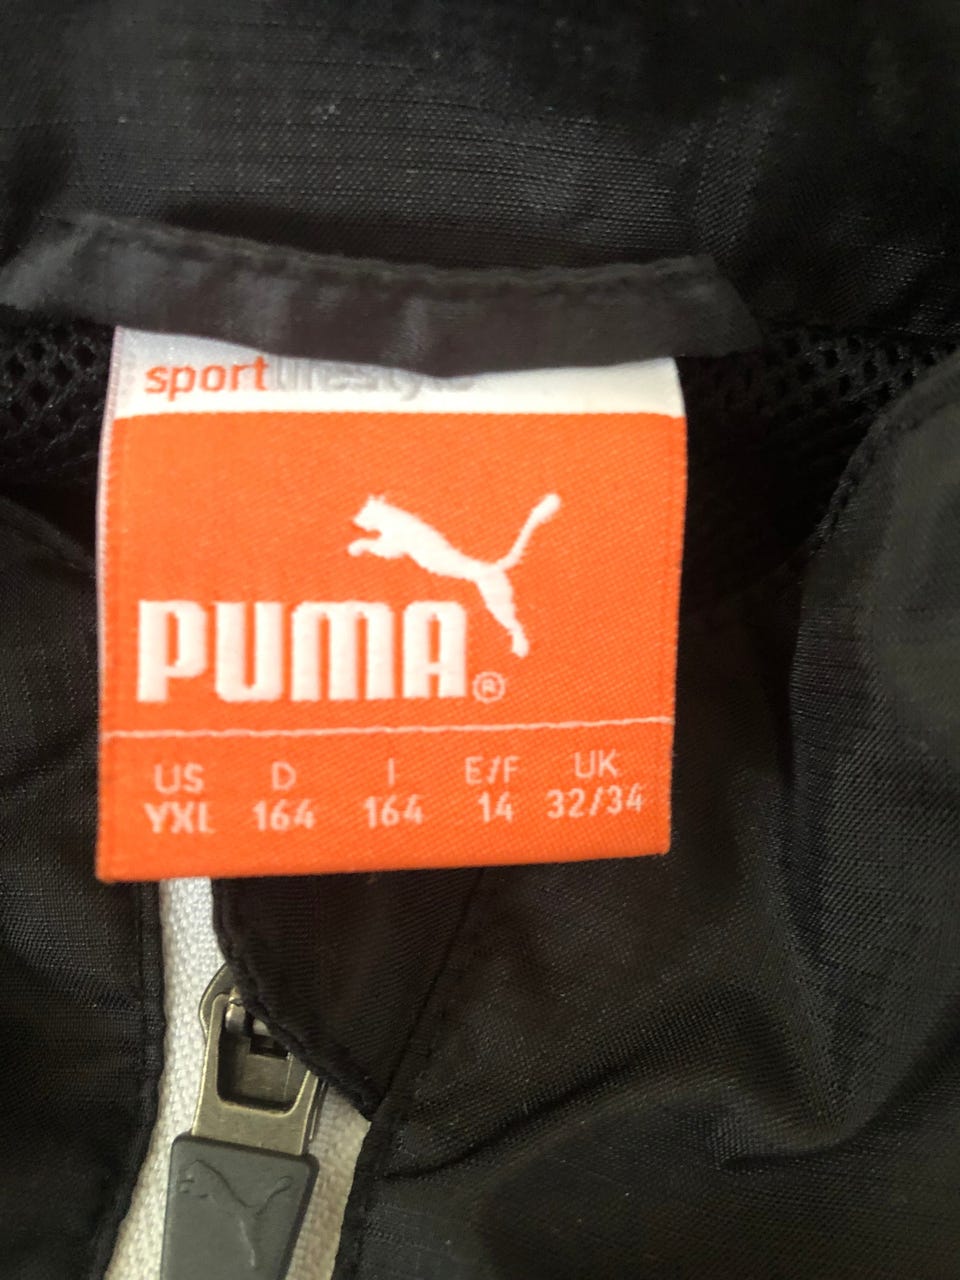 sportlifestyle
PUMA®
US D I E/F UK
YXL 164 164 14 32/34